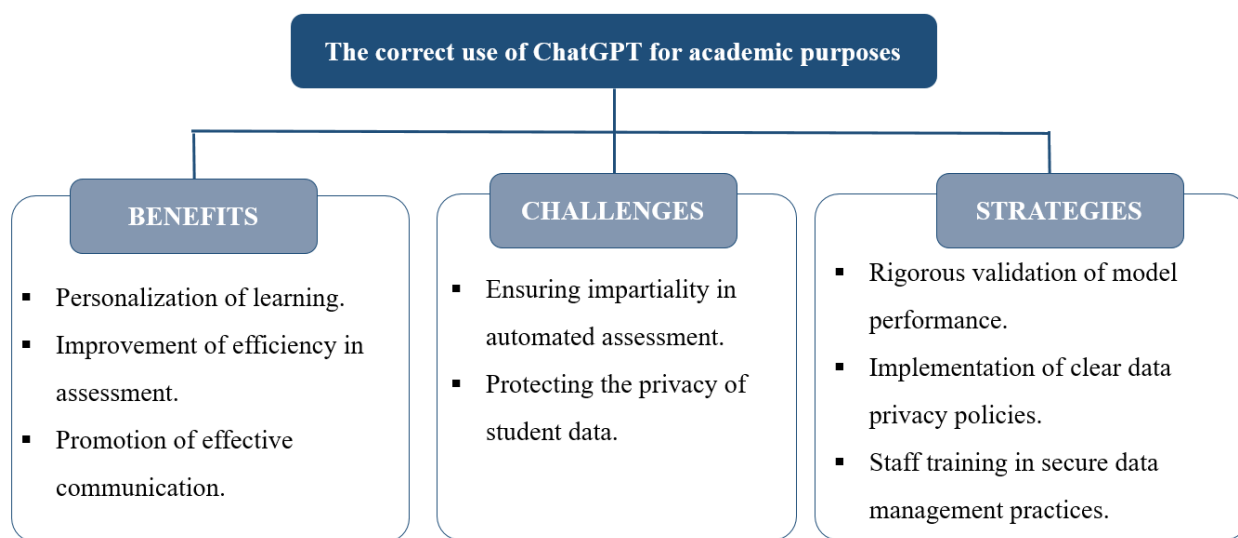 The correct use of ChatGPT for academic purposes
BENEFITS
▪ Personalization of learning.
▪ Improvement of efficiency in
assessment.
▪ Promotion of effective
communication.
CHALLENGES
▪ Ensuring impartiality in
automated assessment.
▪ Protecting the privacy of
student data.
STRATEGIES
▪ Rigorous validation of model
performance.
▪ Implementation of clear data
privacy policies.
▪ Staff training in secure data
management practices.